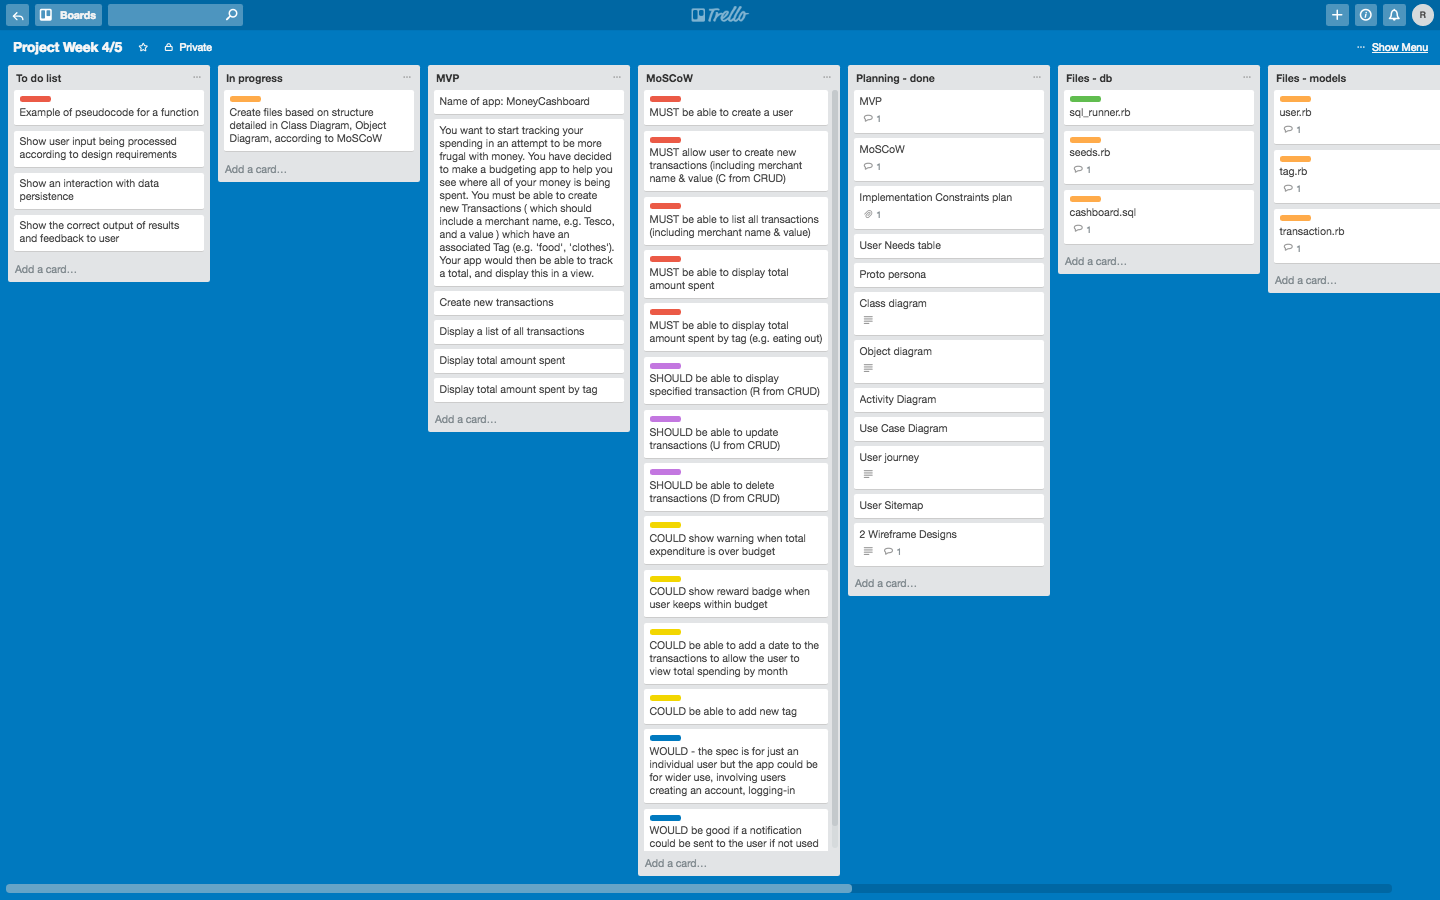 Boards
Trello
R
Project Week 4/5
Private
... Show Menu
To do list
Example of pseudocode for a function
Show user input being processed
according to design requirements
Show an interaction with data
persistence
Show the correct output of results
and feedback to user
Add a card...
In progress
Create files based on structure
detailed in Class Diagram, Object
Diagram, according to MoSCoW
Add a card...
MVP
Name of app: MoneyCashboard
You want to start tracking your
spending in an attempt to be more
frugal with money. You have decided
to make a budgeting app to help you
see where all of your money is being
spent. You must be able to create
new Transactions ( which should
include a merchant name, e.g. Tesco,
and a value ) which have an
associated Tag (e.g. 'food', 'clothes').
Your app would then be able to track
a total, and display this in a view.
Create new transactions
Display a list of all transactions
Display total amount spent
Display total amount spent by tag
Add a card...
MoSCoW
MUST be able to create a user
MUST allow user to create new
transactions (including merchant
name & value (C from CRUD)
MUST be able to list all transactions
(including merchant name & value)
MUST be able to display total
amount spent
MUST be able to display total
amount spent by tag (e.g. eating out)
SHOULD be able to display
specified transaction (R from CRUD)
SHOULD be able to update
transactions (U from CRUD)
SHOULD be able to delete
transactions (D from CRUD)
COULD show warning when total
expenditure is over budget
COULD show reward badge when
user keeps within budget
COULD be able to add a date to the
transactions to allow the user to
view total spending by month
COULD be able to add new tag
WOULD - the spec is for just an
individual user but the app could be
for wider use, involving users
creating an account, logging-in
WOULD be good if a notification
could be sent to the user if not used
Add a card...
Planning - done
MVP
1
MoSCoW
1
Implementation Constraints plan
1
User Needs table
Proto persona
Class diagram
Object diagram
Activity Diagram
Use Case Diagram
User journey
User Sitemap
2 Wireframe Designs
1
Add a card...
Files - db
sql_runner.rb
seeds.rb
1
cashboard.sql
1
Add a card...
Files - models
user.rb
1
tag.rb
1
transaction.rb
1
Add a card...